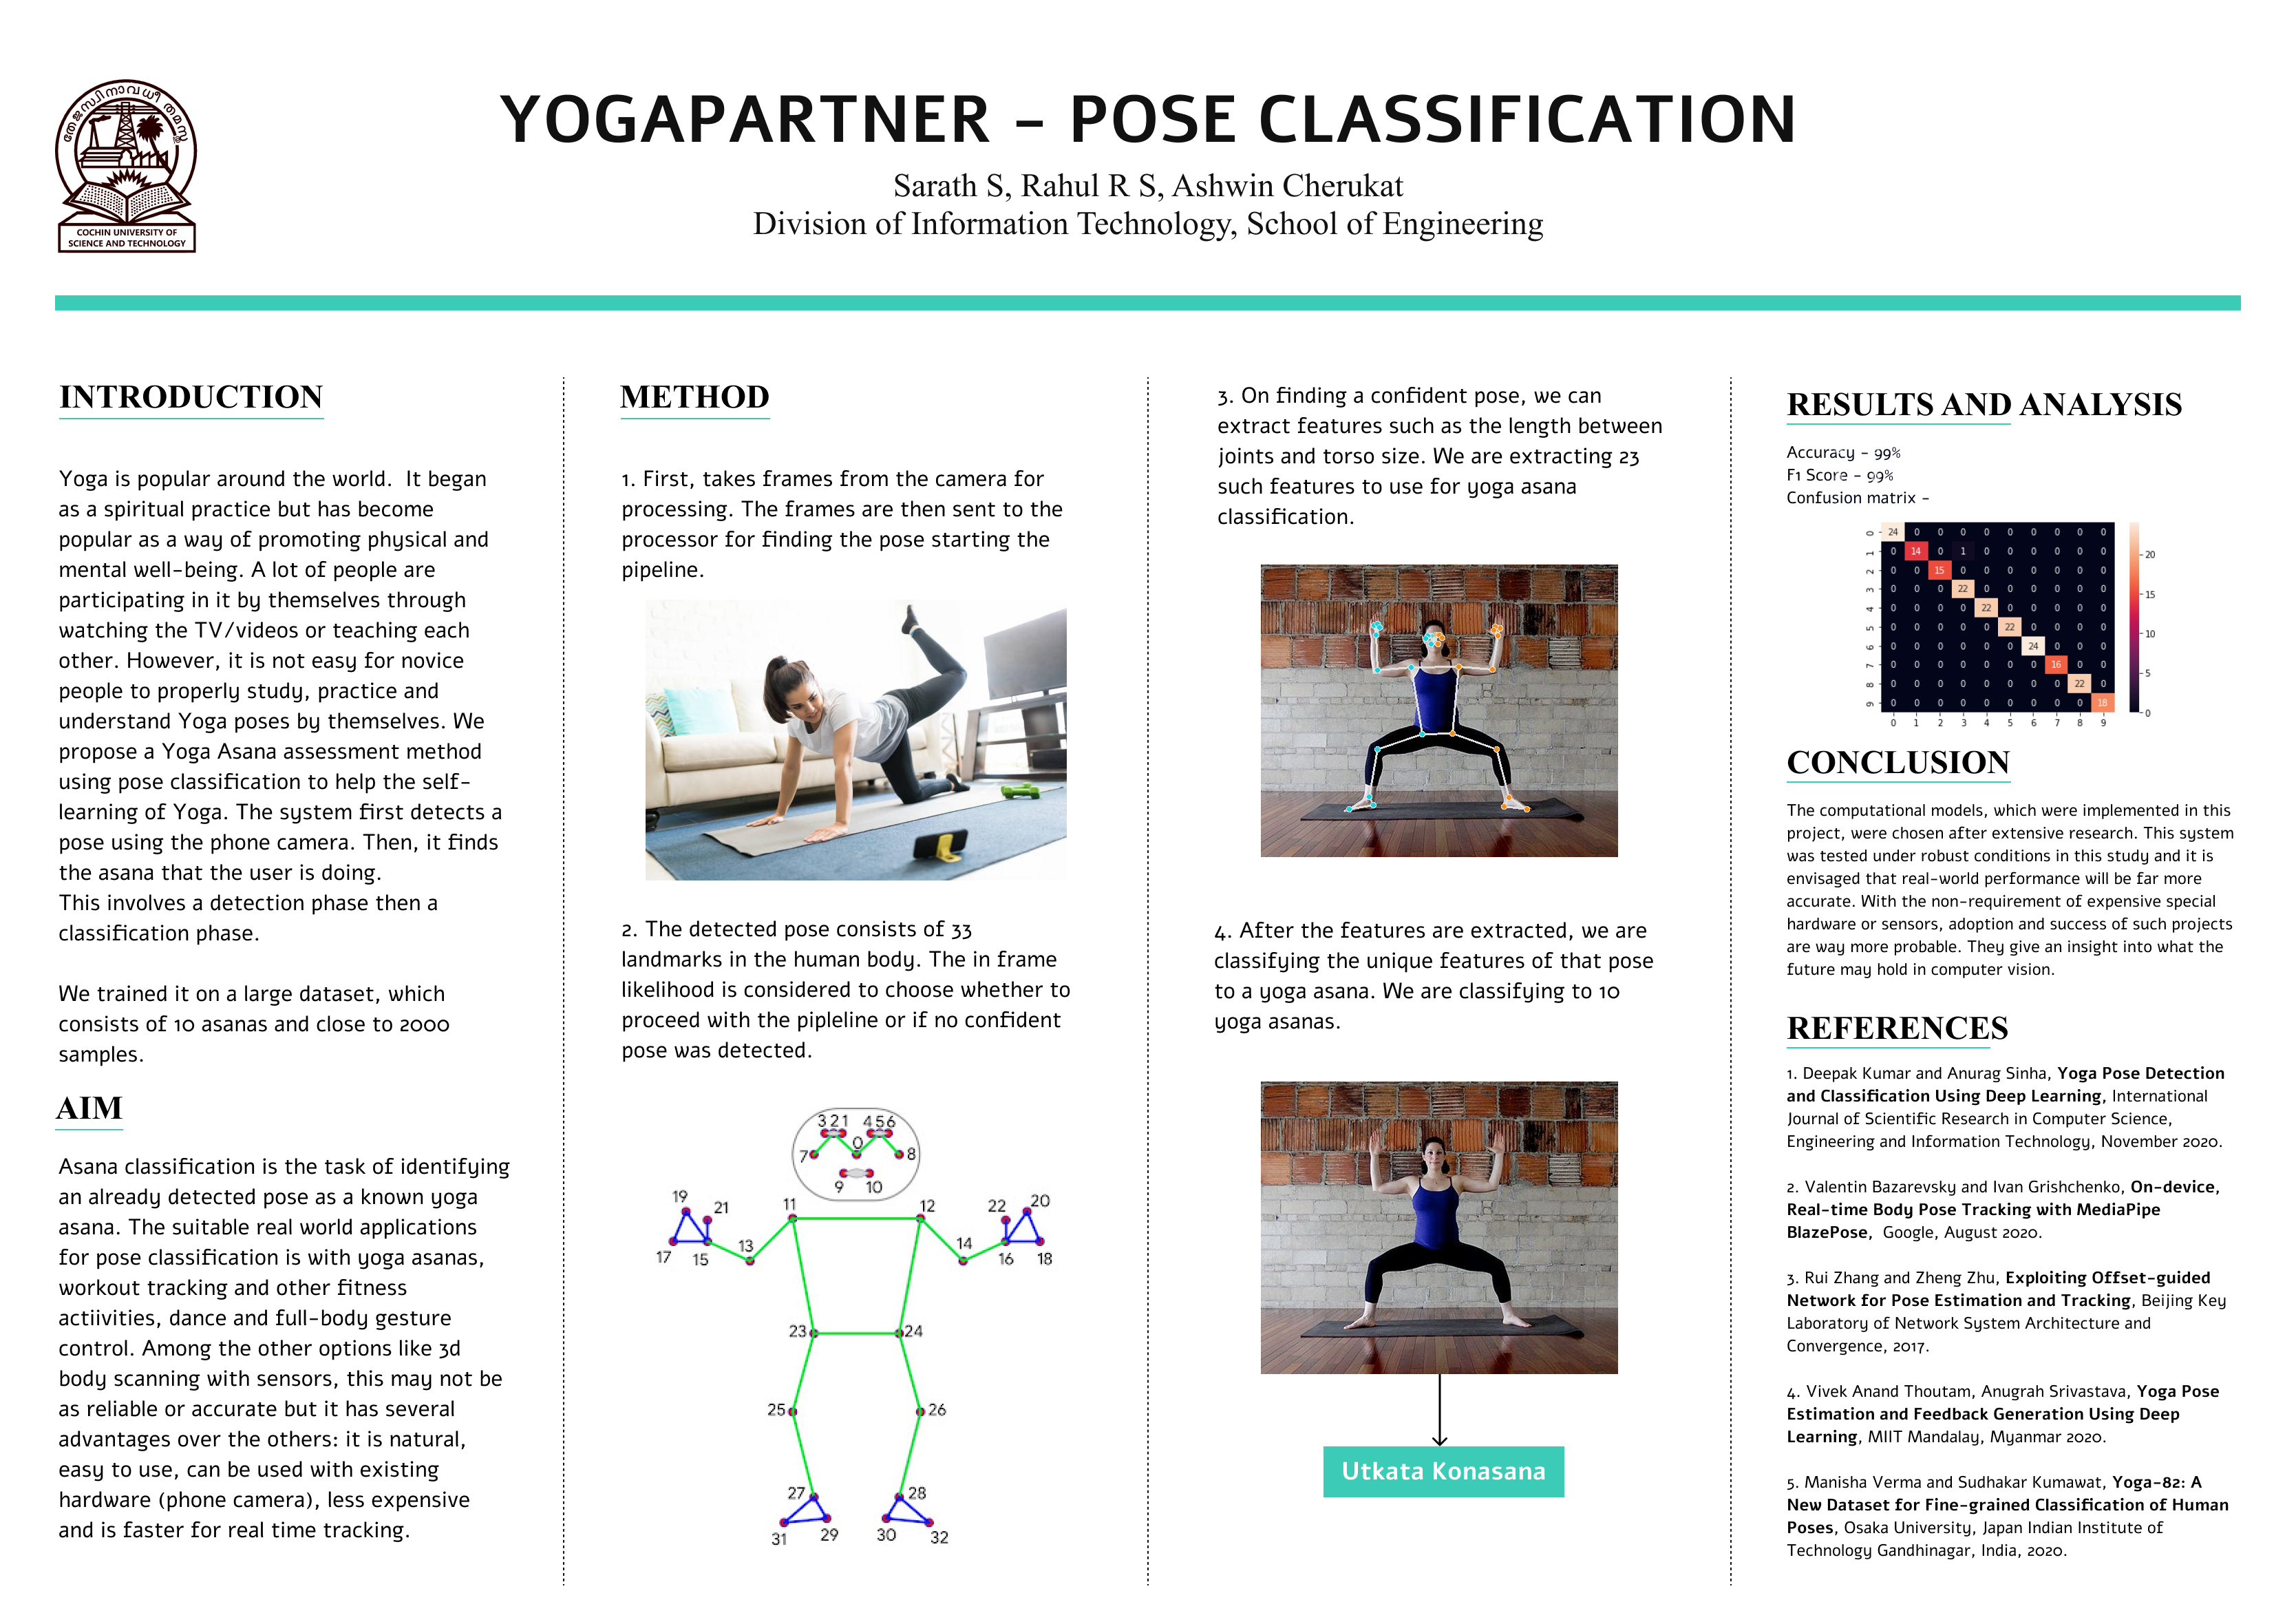 തേജസ്വിനാവധീതമസ്തു
COCHIN UNIVERSITY OF
SCIENCE AND TECHNOLOGY
YOGAPARTNER - POSE CLASSIFICATION
Sarath S, Rahul R S, Ashwin Cherukat
Division of Information Technology, School of Engineering
INTRODUCTION
Yoga is popular around the world.  It began
as a spiritual practice but has become
popular as a way of promoting physical and
mental well-being. A lot of people are
participating in it by themselves through
watching the TV/videos or teaching each
other. However, it is not easy for novice
people to properly study, practice and
understand Yoga poses by themselves. We
propose a Yoga Asana assessment method
using pose classification to help the self-
learning of Yoga. The system first detects a
pose using the phone camera. Then, it finds
the asana that the user is doing.
This involves a detection phase then a
classification phase.
We trained it on a large dataset, which
consists of 10 asanas and close to 2000
samples.
AIM
Asana classification is the task of identifying
an already detected pose as a known yoga
asana. The suitable real world applications
for pose classification is with yoga asanas,
workout tracking and other fitness
actiivities, dance and full-body gesture
control. Among the other options like 3d
body scanning with sensors, this may not be
as reliable or accurate but it has several
advantages over the others: it is natural,
easy to use, can be used with existing
hardware (phone camera), less expensive
and is faster for real time tracking.
METHOD
1. First, takes frames from the camera for
processing. The frames are then sent to the
processor for finding the pose starting the
pipeline.
2. The detected pose consists of 33
landmarks in the human body. The in frame
likelihood is considered to choose whether to
proceed with the pipleline or if no confident
pose was detected.
3 2 1 4 5 6
0
7 8
9 10
19 21 11 12 22 20
17 15 13 14 16 18
23 24
25 26
27 28
31 29 30 32
3. On finding a confident pose, we can
extract features such as the length between
joints and torso size. We are extracting 23
such features to use for yoga asana
classification.
4. After the features are extracted, we are
classifying the unique features of that pose
to a yoga asana. We are classifying to 10
yoga asanas.
Utkata Konasana
RESULTS AND ANALYSIS
Accuracy - 99%
F1 Score - 99%
Confusion matrix -
0 24 0 0 0 0 0 0 0 0 0
1 0 14 0 1 0 0 0 0 0 0
2 0 0 15 0 0 0 0 0 0 0
3 0 0 0 22 0 0 0 0 0 0
4 0 0 0 0 22 0 0 0 0 0
5 0 0 0 0 0 22 0 0 0 0
6 0 0 0 0 0 0 24 0 0 0
7 0 0 0 0 0 0 0 16 0 0
8 0 0 0 0 0 0 0 0 22 0
9 0 0 0 0 0 0 0 0 0 18
0 1 2 3 4 5 6 7 8 9
20
15
10
5
0
CONCLUSION
The computational models, which were implemented in this
project, were chosen after extensive research. This system
was tested under robust conditions in this study and it is
envisaged that real-world performance will be far more
accurate. With the non-requirement of expensive special
hardware or sensors, adoption and success of such projects
are way more probable. They give an insight into what the
future may hold in computer vision.
REFERENCES
1. Deepak Kumar and Anurag Sinha, Yoga Pose Detection
and Classification Using Deep Learning, International
Journal of Scientific Research in Computer Science,
Engineering and Information Technology, November 2020.
2. Valentin Bazarevsky and Ivan Grishchenko, On-device,
Real-time Body Pose Tracking with MediaPipe
BlazePose,  Google, August 2020.
3. Rui Zhang and Zheng Zhu, Exploiting Offset-guided
Network for Pose Estimation and Tracking, Beijing Key
Laboratory of Network System Architecture and
Convergence, 2017.
4. Vivek Anand Thoutam, Anugrah Srivastava, Yoga Pose
Estimation and Feedback Generation Using Deep
Learning, MIIT Mandalay, Myanmar 2020.
5. Manisha Verma and Sudhakar Kumawat, Yoga-82: A
New Dataset for Fine-grained Classification of Human
Poses, Osaka University, Japan Indian Institute of
Technology Gandhinagar, India, 2020.